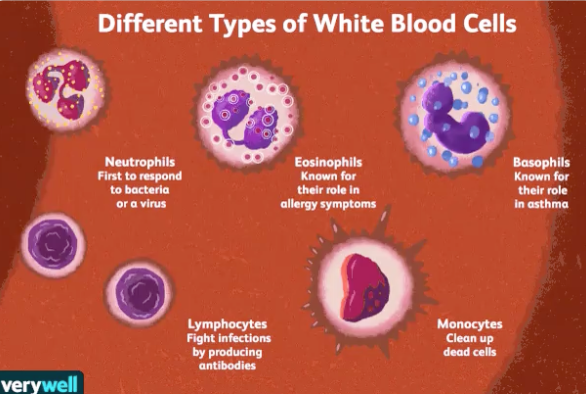 Different Types of White Blood Cells
Neutrophils
First to respond
to bacteria
or a virus
Eosinophils
Known for
their role in
allergy symptoms
Basophils
Known for
their role
in asthma
Lymphocytes
Fight infections
by producing
antibodies
Monocytes
Clean up
dead cells
verywell